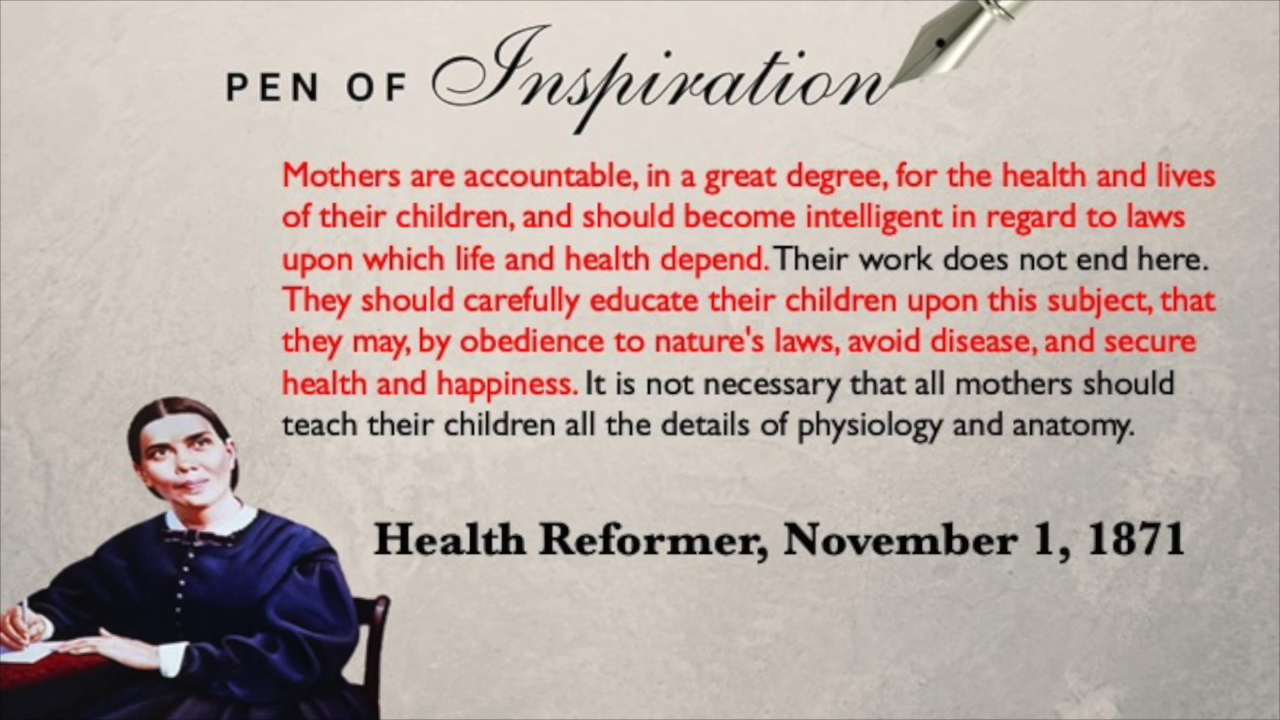 PEN OF Inspiration
Mothers are accountable, in a great degree, for the health and lives
of their children, and should become intelligent in regard to laws
upon which life and health depend. Their work does not end here.
They should carefully educate their children upon this subject, that
they may, by obedience to nature's laws, avoid disease, and secure
health and happiness. It is not necessary that all mothers should
teach their children all the details of physiology and anatomy.
Health Reformer, November 1, 1871